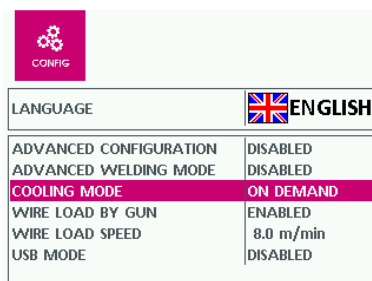 CONFIG
LANGUAGE ENGLISH
ADVANCED CONFIGURATION DISABLED
ADVANCED WELDING MODE DISABLED
COOLING MODE ON DEMAND
WIRE LOAD BY GUN ENABLED
WIRE LOAD SPEED 8.0 m/min
USB MODE DISABLED